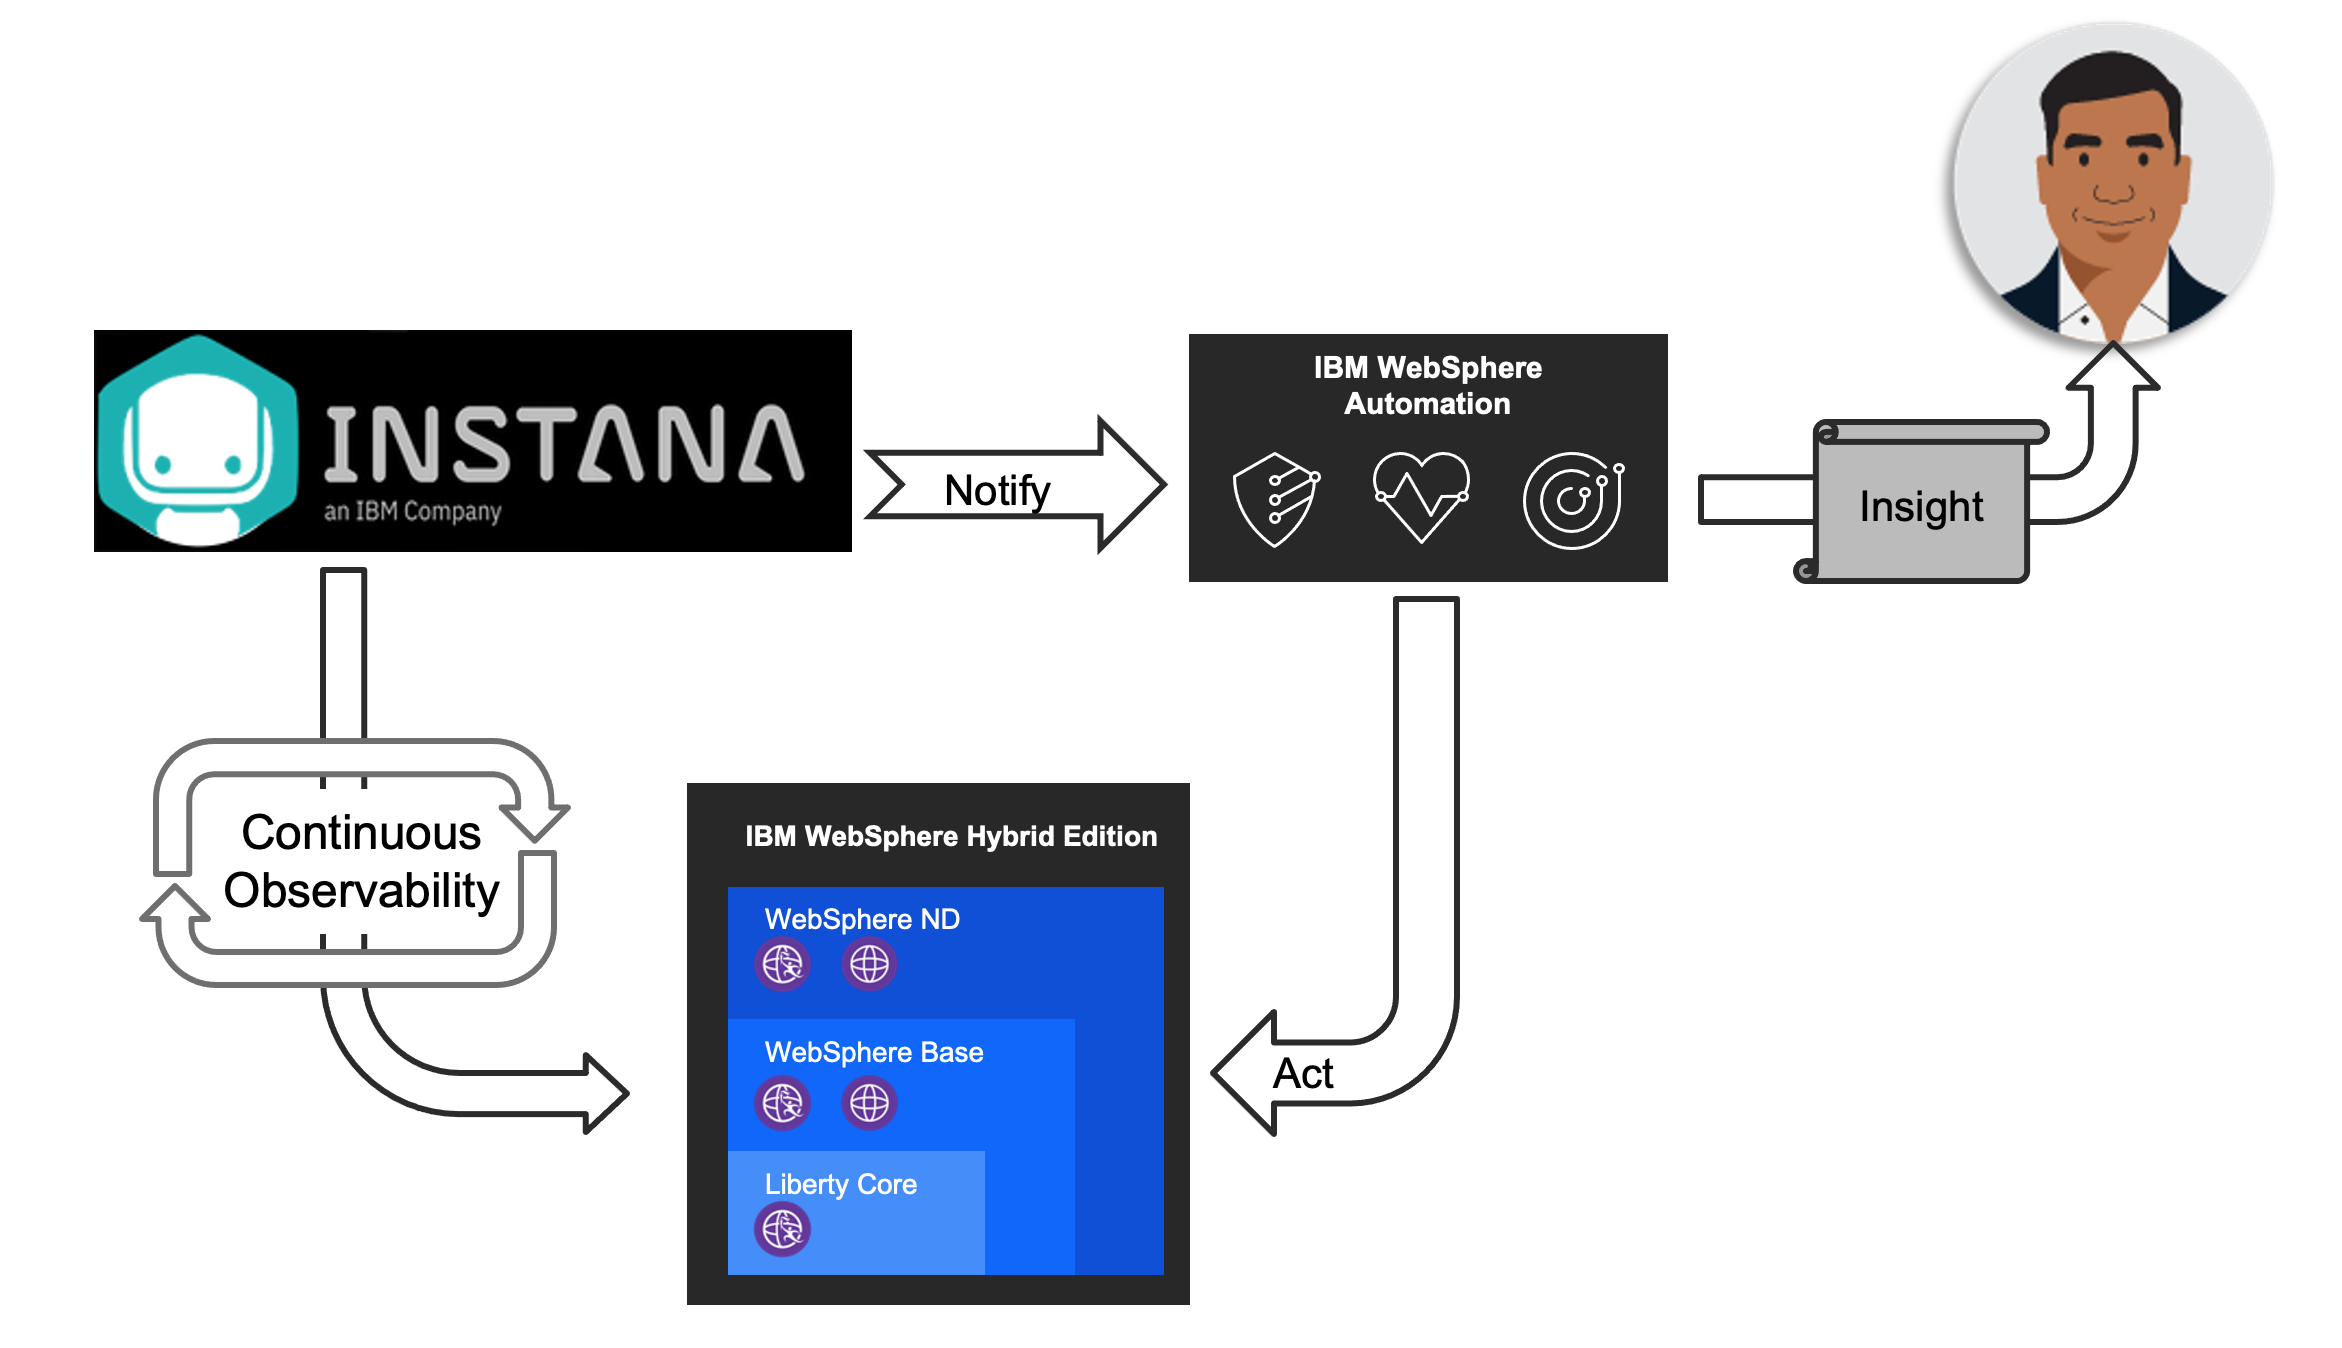 INSTANA
an IBM Company
Notify
IBM WebSphere
Automation
Insight
Continuous
Observability
IBM WebSphere Hybrid Edition
WebSphere ND
WebSphere Base
Liberty Core
Act